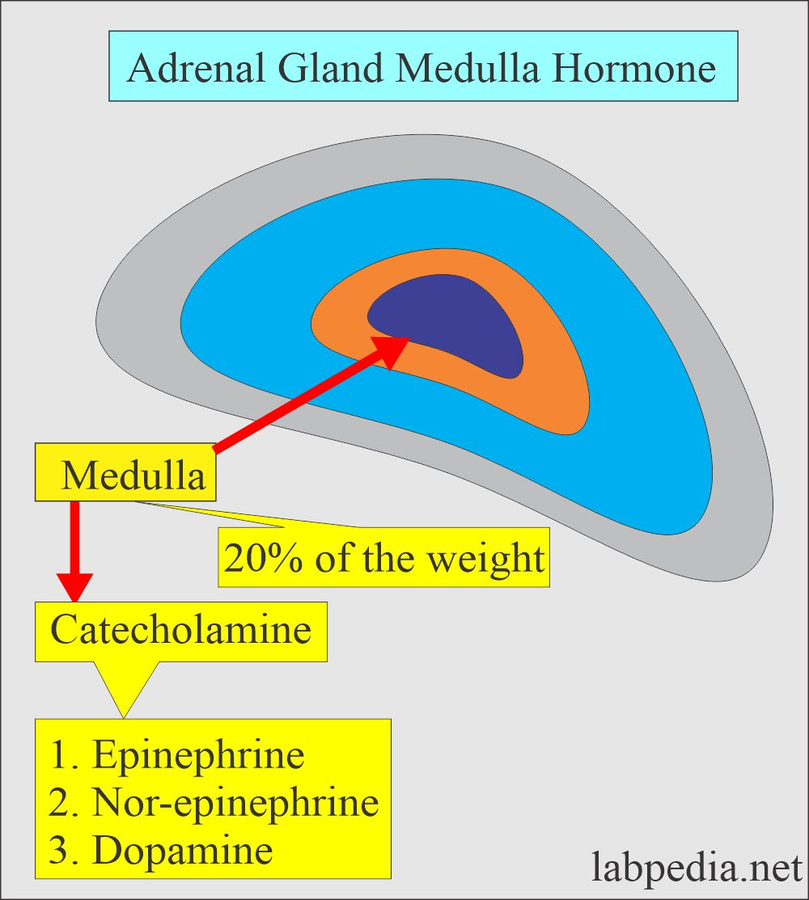 Adrenal Gland Medulla Hormone
Medulla
20% of the weight
Catecholamine
1. Epinephrine
2. Nor-epinephrine
3. Dopamine
labpedia.net